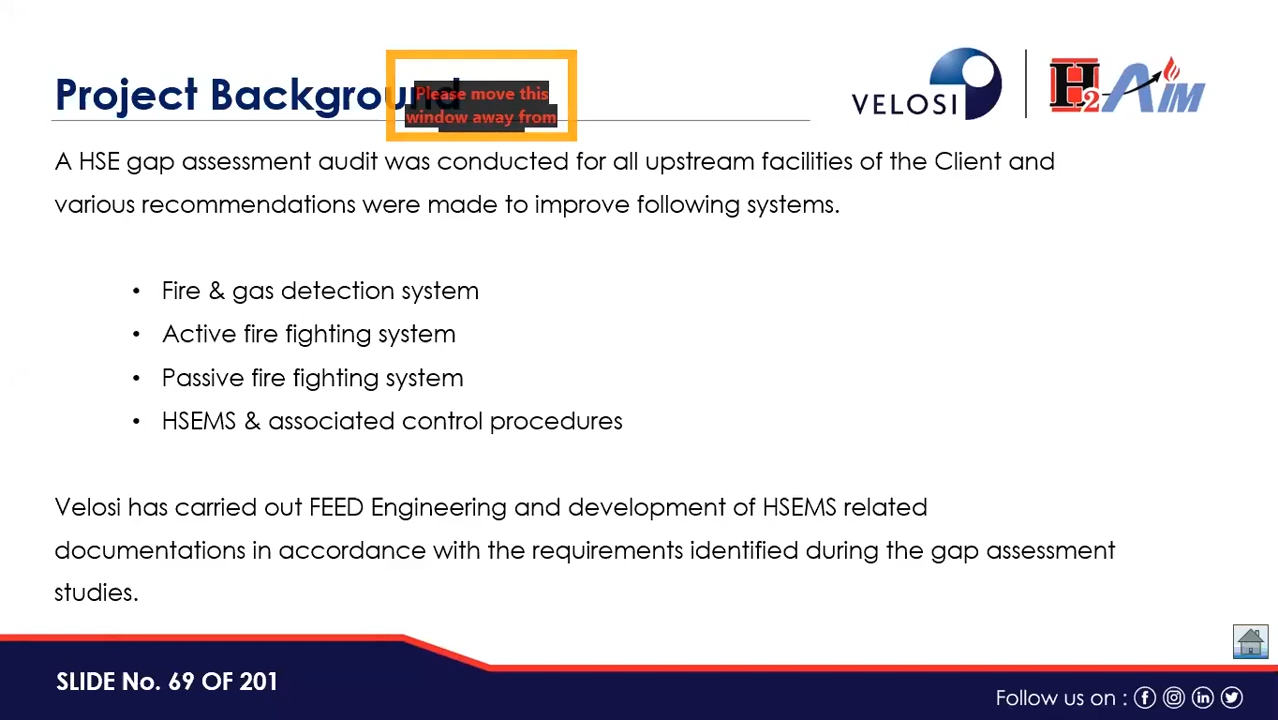 Project Background
Please move this
window away from
VELOSI
H2AIM
A HSE gap assessment audit was conducted for all upstream facilities of the Client and
various recommendations were made to improve following systems.
• Fire & gas detection system
• Active fire fighting system
• Passive fire fighting system
• HSEMS & associated control procedures
Velosi has carried out FEED Engineering and development of HSEMS related
documentations in accordance with the requirements identified during the gap assessment
studies.
SLIDE No. 69 OF 201
Follow us on :